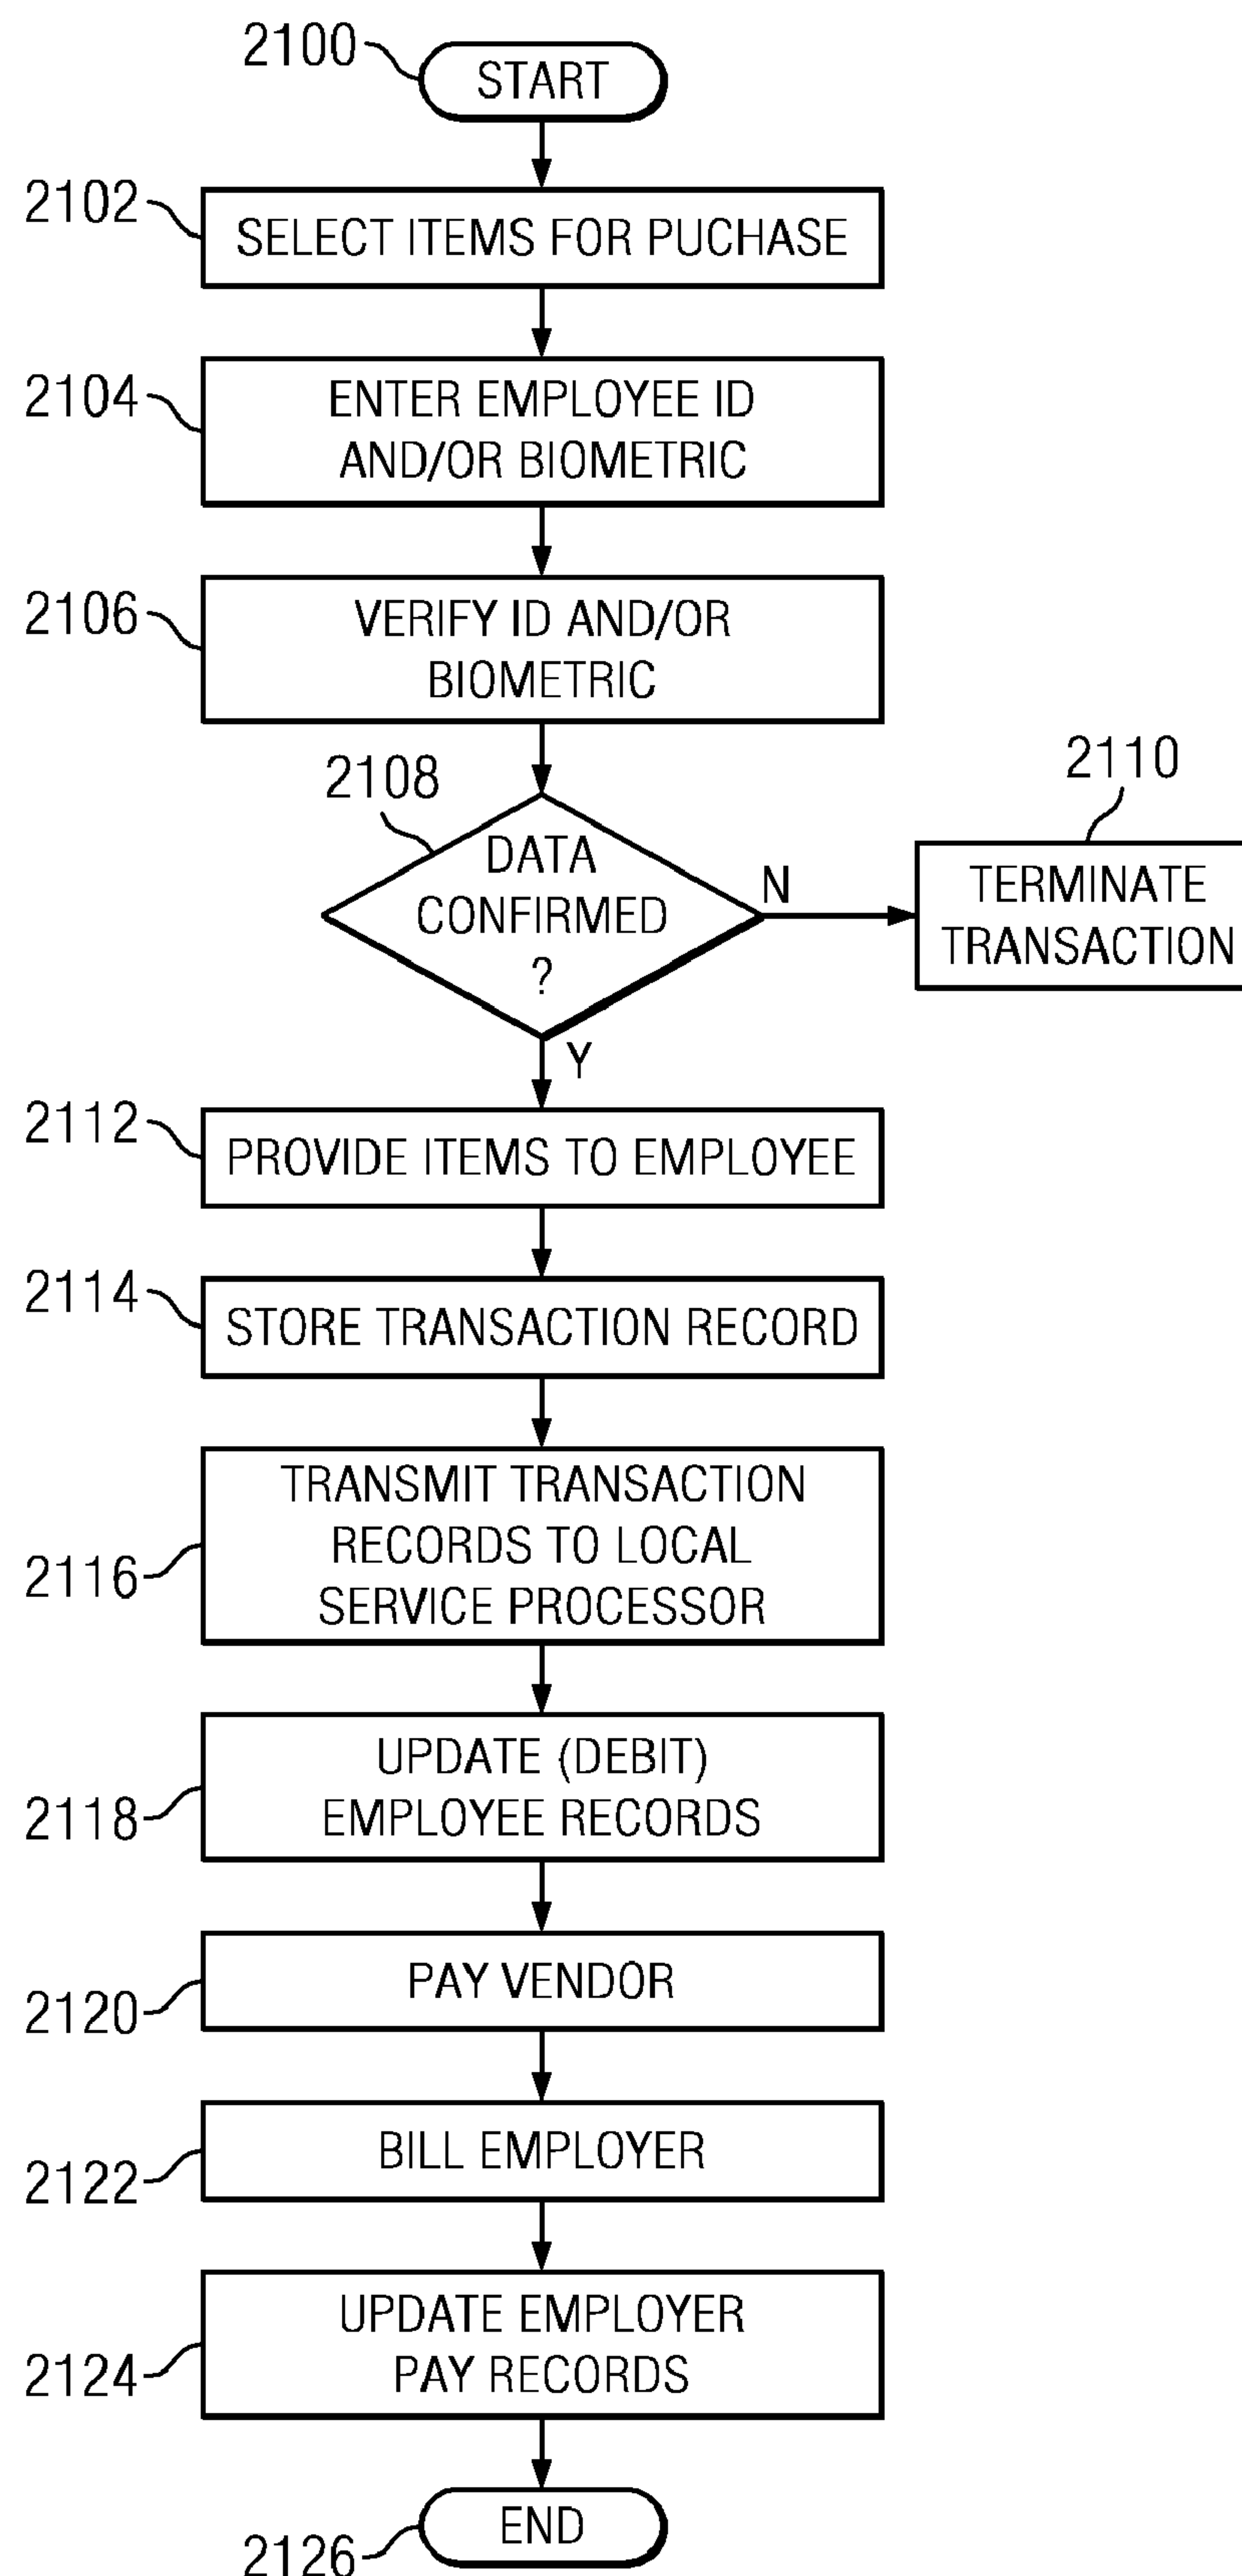 2100
START
2102
SELECT ITEMS FOR PUCHASE
2104
ENTER EMPLOYEE ID
AND/OR BIOMETRIC
2106
VERIFY ID AND/OR
BIOMETRIC
2108
DATA
CONFIRMED
?
N
2110
TERMINATE
TRANSACTION
Y
2112
PROVIDE ITEMS TO EMPLOYEE
2114
STORE TRANSACTION RECORD
2116
TRANSMIT TRANSACTION
RECORDS TO LOCAL
SERVICE PROCESSOR
2118
UPDATE (DEBIT)
EMPLOYEE RECORDS
2120
PAY VENDOR
2122
BILL EMPLOYER
2124
UPDATE EMPLOYER
PAY RECORDS
2126
END